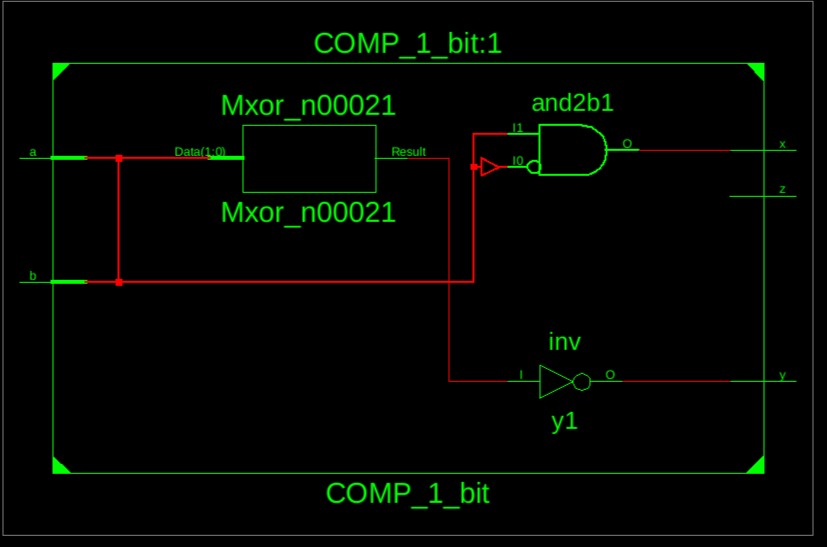 COMP_1_bit:1
Mxor_n00021
and2b1
I1
O
x
a
Data(1:0)
Result
I0
z
Mxor_n00021
b
inv
I
O
y
y1
COMP_1_bit